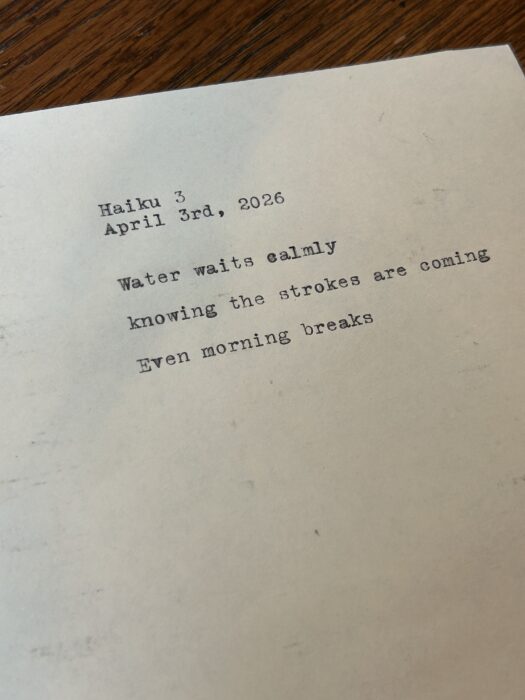 Haiku 3
April 3rd, 2026
Water waits calmly
knowing the strokes are coming
Even morning breaks